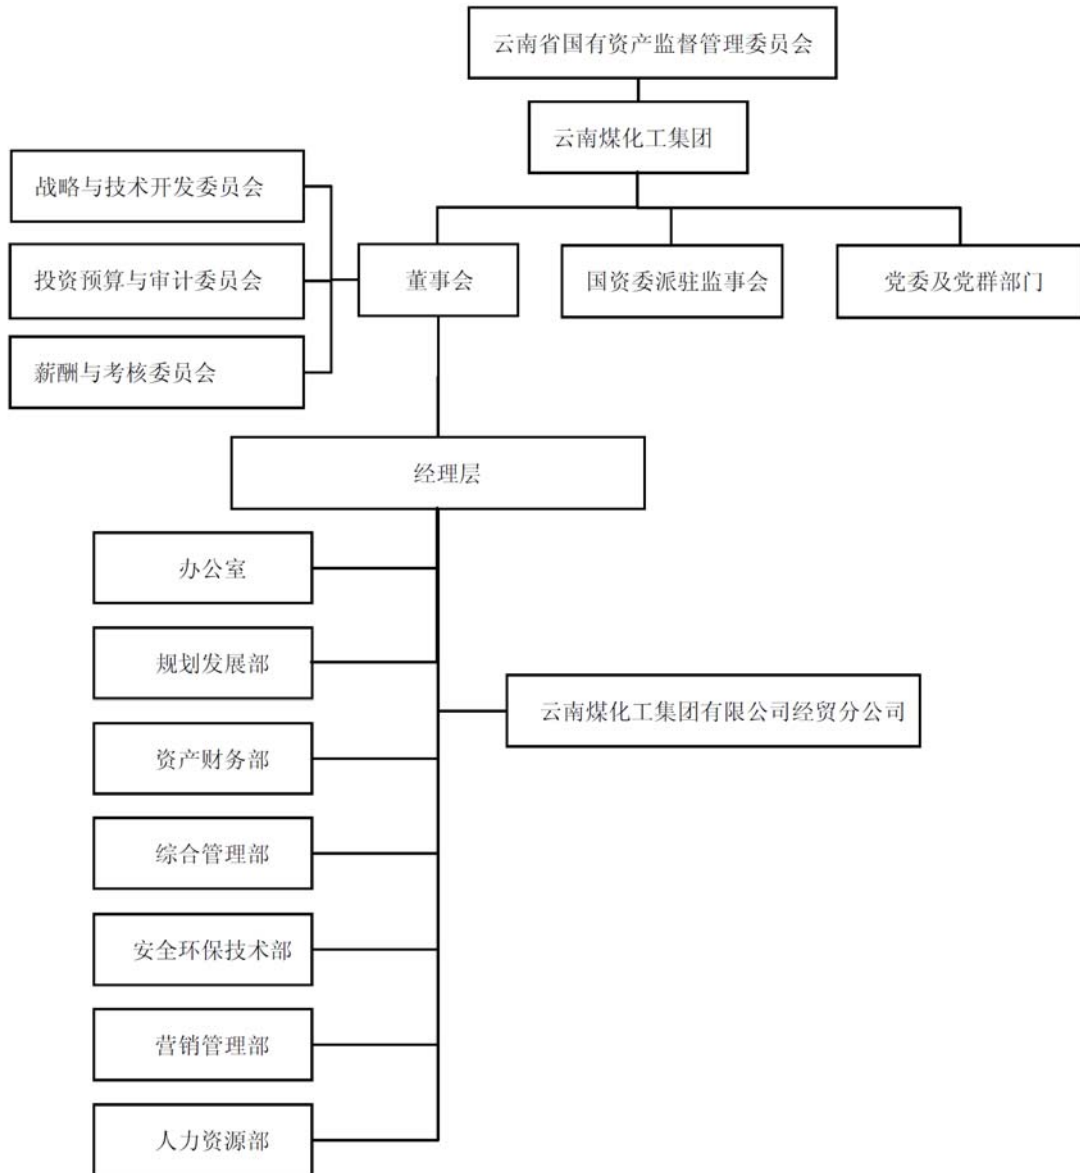 云南省国有资产监督管理委员会
云南煤化工集团
战略与技术开发委员会
投资预算与审计委员会
董事会
国资委派驻监事会
党委及党群部门
薪酬与考核委员会
经理层
办公室
规划发展部
云南煤化工集团有限公司经贸分公司
资产财务部
综合管理部
安全环保技术部
营销管理部
人力资源部